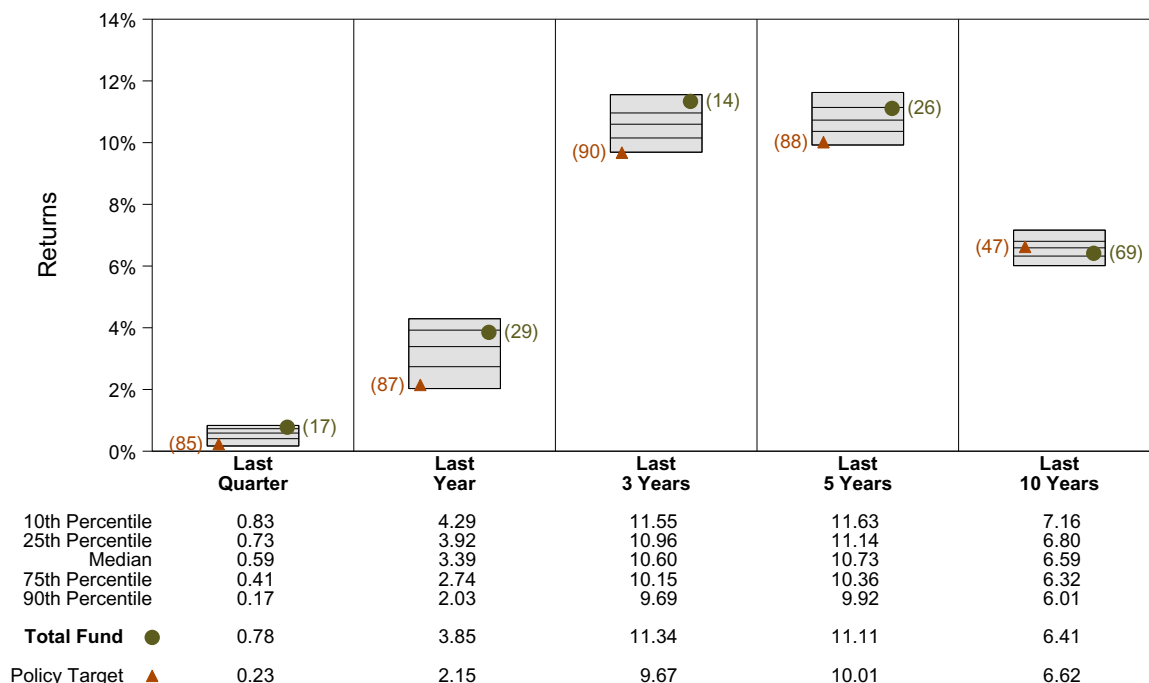 14%
12%
10%
8%
6%
4%
2%
0%
Returns
(17)
(85)
(29)
(87)
(14)
(90)
(26)
(88)
(47)
(69)
Last Quarter
Last Year
Last 3 Years
Last 5 Years
Last 10 Years
10th Percentile 0.83 4.29 11.55 11.63 7.16
25th Percentile 0.73 3.92 10.96 11.14 6.80
Median 0.59 3.39 10.60 10.73 6.59
75th Percentile 0.41 2.74 10.15 10.36 6.32
90th Percentile 0.17 2.03 9.69 9.92 6.01
Total Fund 0.78 3.85 11.34 11.11 6.41
Policy Target 0.23 2.15 9.67 10.01 6.62